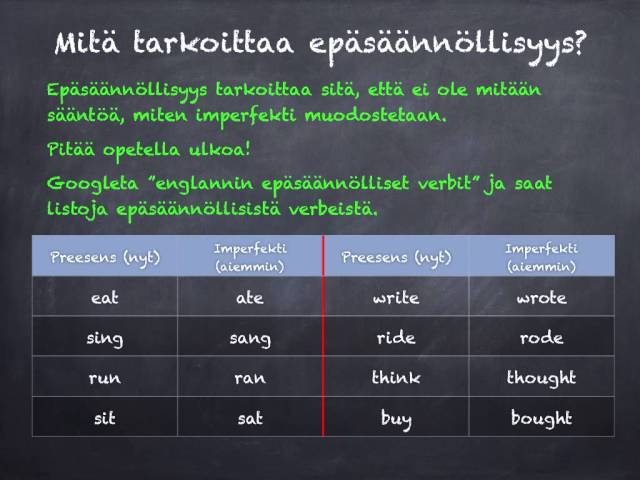 Mitä tarkoittaa epäsäännöllisyys?
Epäsäännöllisyys tarkoittaa sitä, että ei ole mitään
sääntöä, miten imperfekti muodostetaan.
Pitää opetella ulkoa!
Googleta "englannin epäsäännölliset verbit" ja saat
listoja epäsäännöllisistä verbeistä.
Preesens (nyt) Imperfekti (aiemmin) Preesens (nyt) Imperfekti (aiemmin)
eat ate write wrote
sing sang ride rode
run ran think thought
sit sat buy bought